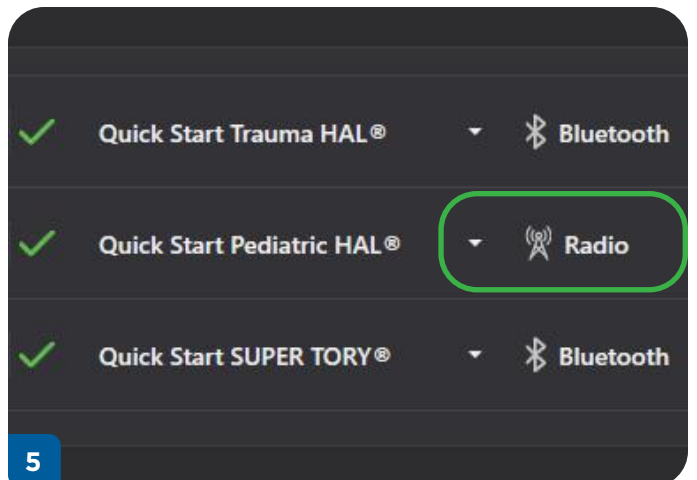 Quick Start Trauma HAL® Bluetooth
Quick Start Pediatric HAL® Radio
Quick Start SUPER TORY® Bluetooth
5